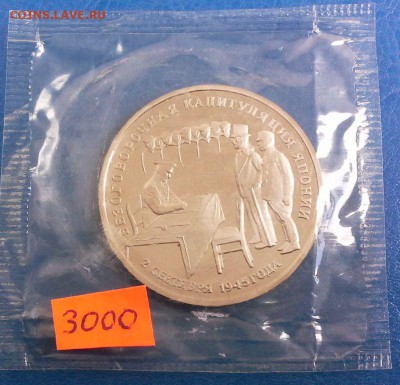 COINS.LAVE.RU
БЕЗОГОВОРОЧНАЯ КАПИТУЛЯЦИЯ ЯПОНИИ
2 СЕНТЯБРЯ 1945 ГОДА
3000